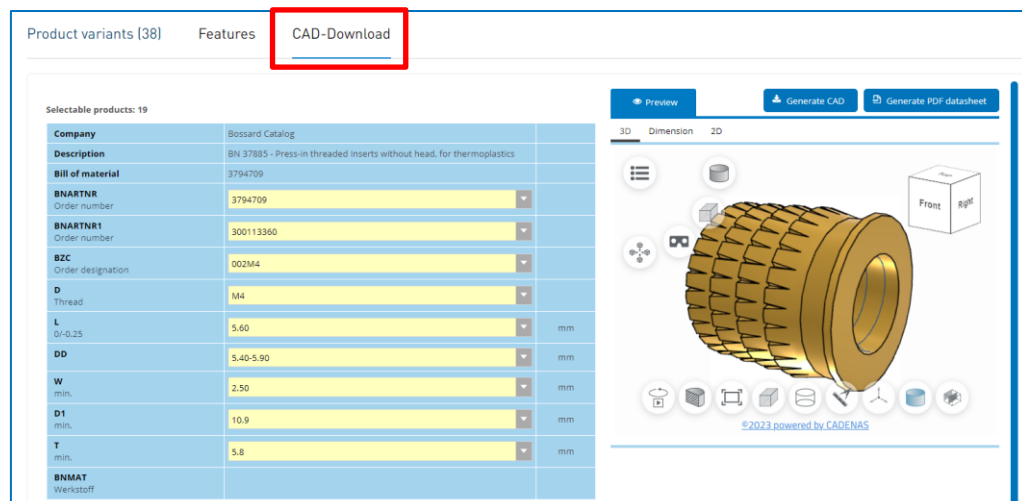 Product variants (38) Features CAD-Download
Selectable products: 19
Preview Generate CAD Generate PDF datasheet
3D Dimension 2D
Company Bossard Catalog
Description BN 37885 - Press-in threaded Inserts without head, for thermoplastics
Bill of material 3794709
BNARTNR 3794709
Order number
BNARTNR1 300113360
Order number
BZC 002M4
Order designation
D M4
Thread
L 5.60 mm
0/-0.25
DD 5.40-5.90 mm
W 2.50 mm
min.
D1 10.9 mm
min.
T 5.8 mm
min.
BNMAT
Werkstoff
Front Right
©2023 powered by CADENAS